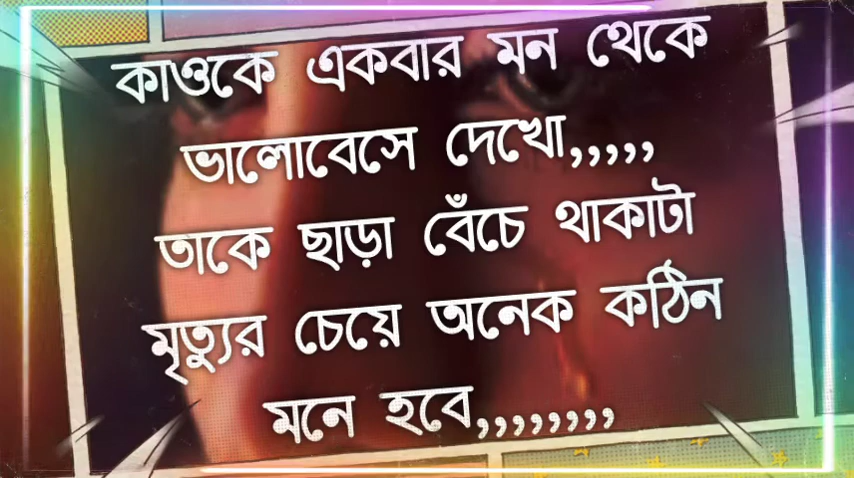 কাওকে একবার মন থেকে
ভালোবেসে দেখো,,,,,
তাকে ছাড়া বেঁচে থাকাটা
মৃত্যুর চেয়ে অনেক কঠিন
মনে হবে,,,,,,,,